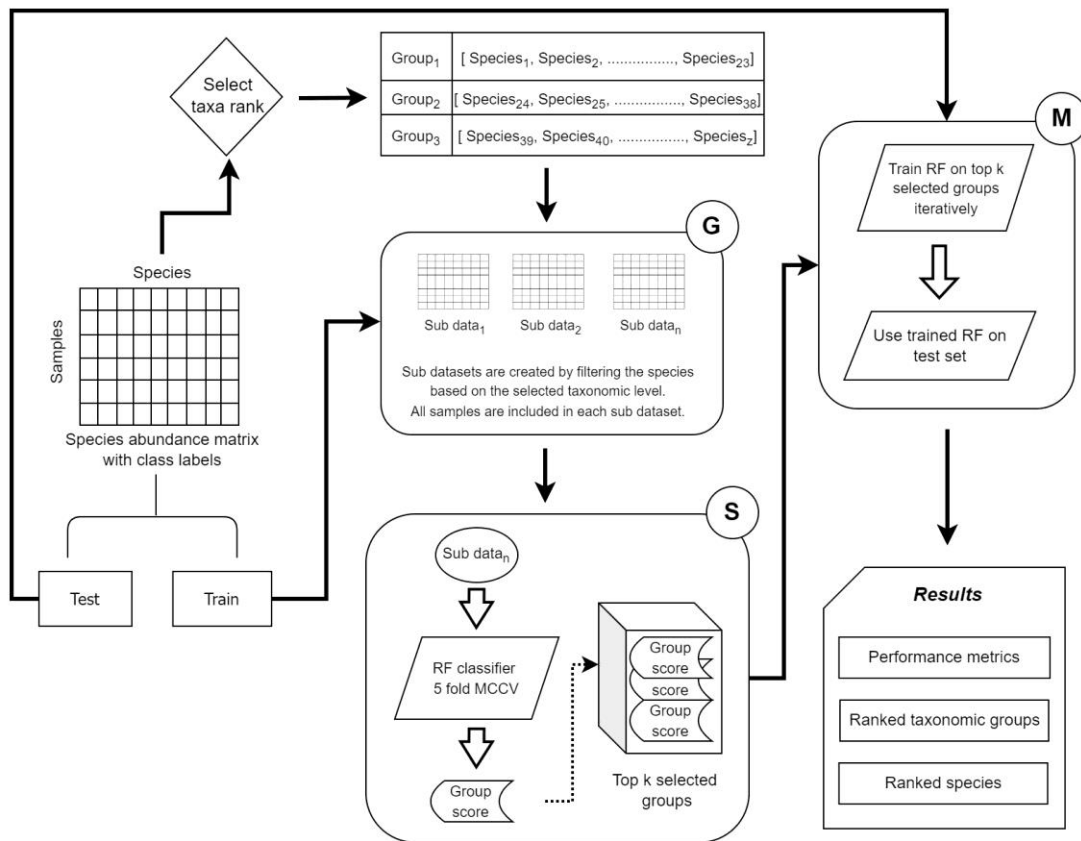 Select
taxa rank
Group1 [ Species1, Species2, ................, Species23]
Group2 [ Species24, Species25, ................, Species38]
Group3 [ Species39, Species40, ................, Speciesz]
Species
Samples
Species abundance matrix
with class labels
Test
Train
G
Sub data1 Sub data2 Sub datan
Sub datasets are created by filtering the species
based on the selected taxonomic level.
All samples are included in each sub dataset.
S
Sub datan
RF classifier
5 fold MCCV
Group
score
Group
score
score
Group
score
Top k selected
groups
M
Train RF on top k
selected groups
iteratively
Use trained RF on
test set
Results
Performance metrics
Ranked taxonomic groups
Ranked species